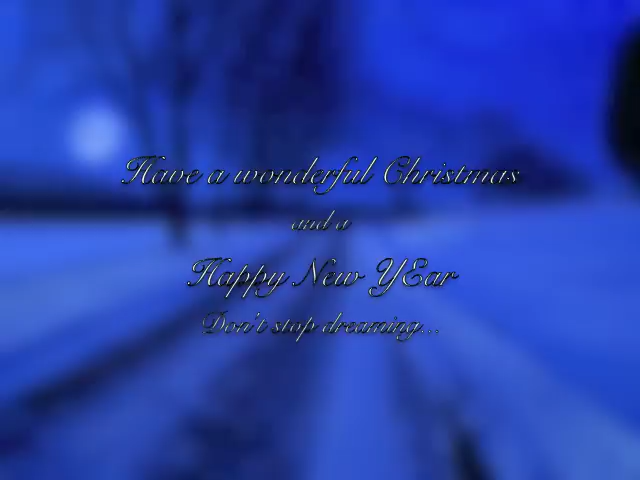 Have a wonderful Christmas
and a
Happy New YEar
Don't stop dreaming...